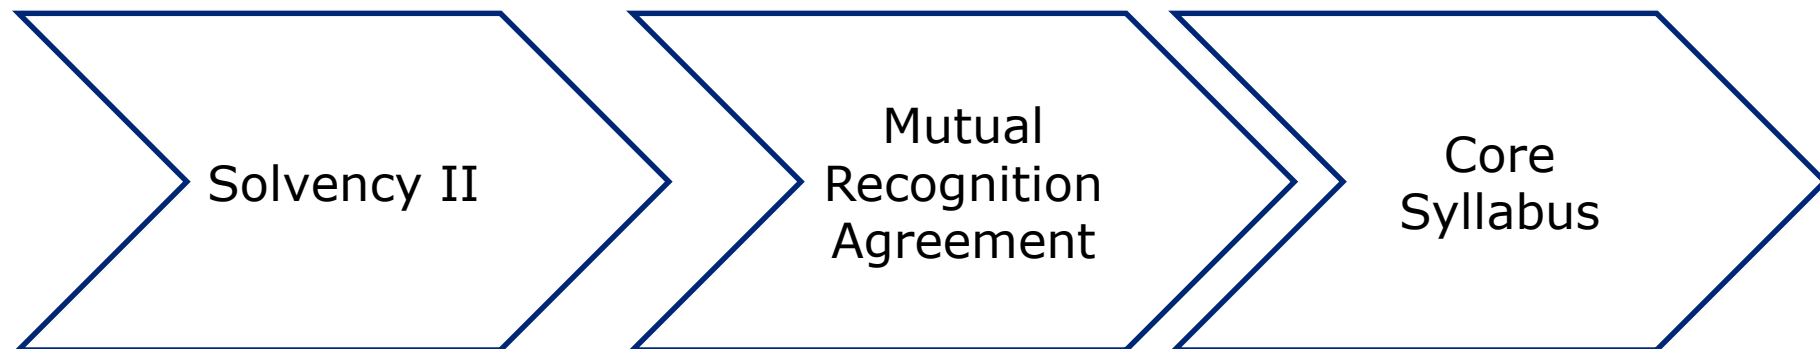 Solvency II
Mutual
Recognition
Agreement
Core
Syllabus